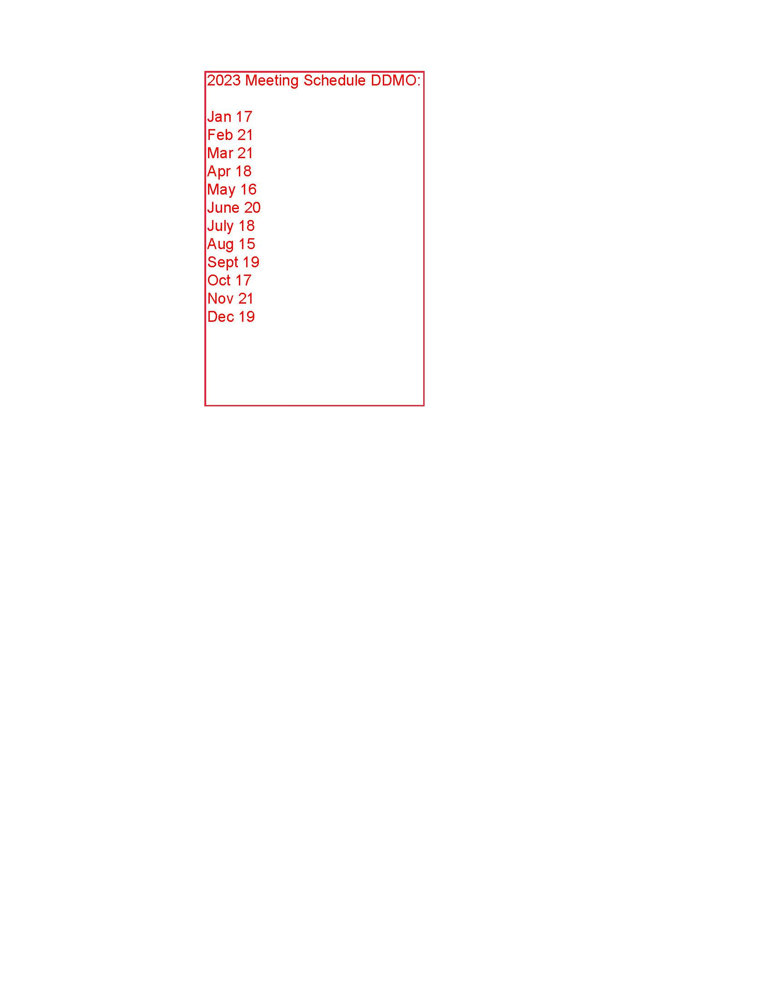 2023 Meeting Schedule DDMO:
Jan 17
Feb 21
Mar 21
Apr 18
May 16
June 20
July 18
Aug 15
Sept 19
Oct 17
Nov 21
Dec 19